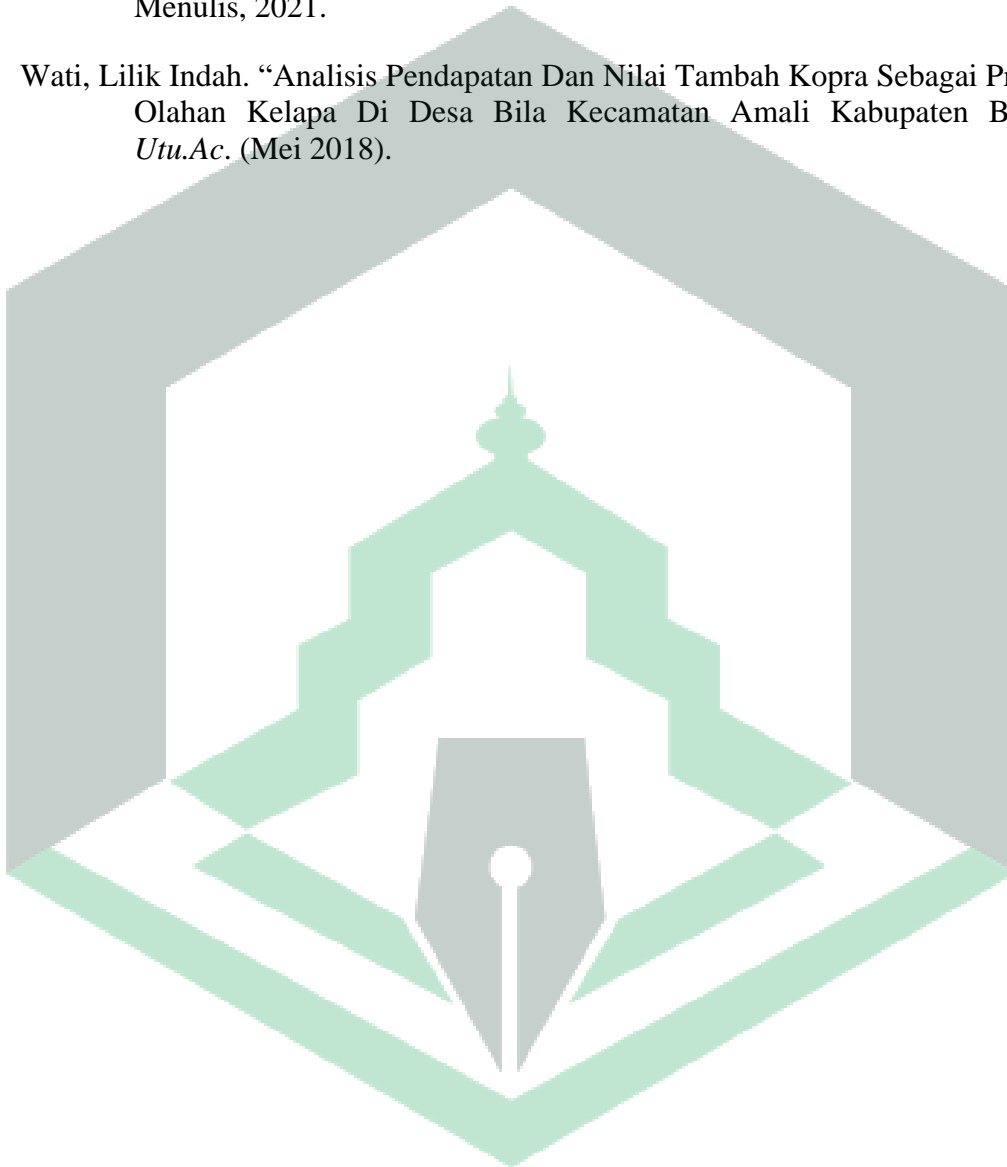 Menulis, 2021.
Wati, Lilik Indah. “Analisis Pendapatan Dan Nilai Tambah Kopra Sebagai
Olahan Kelapa Di Desa Bila Kecamatan Amali Kabupaten
Utu.Ac. (Mei 2018).